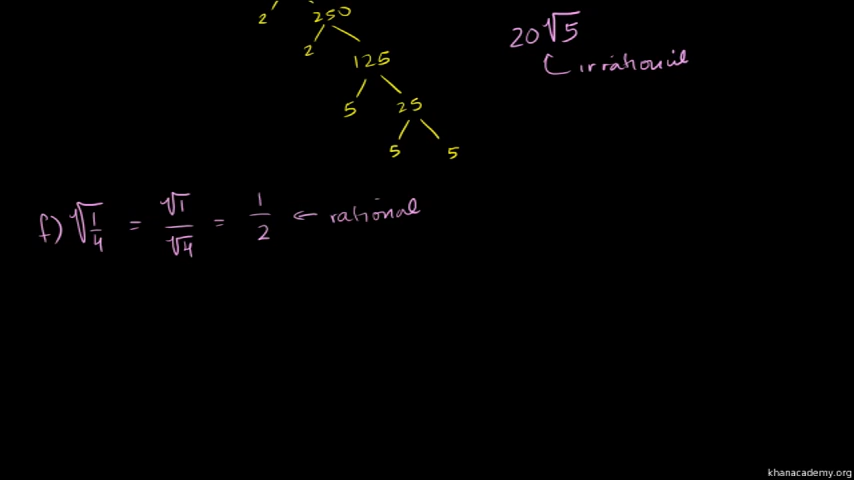 2 250
2 125
5 25
5 5
20√5
irrational
f) √1/4 = √1/√4 = 1/2 ← rational
khanacademy.org